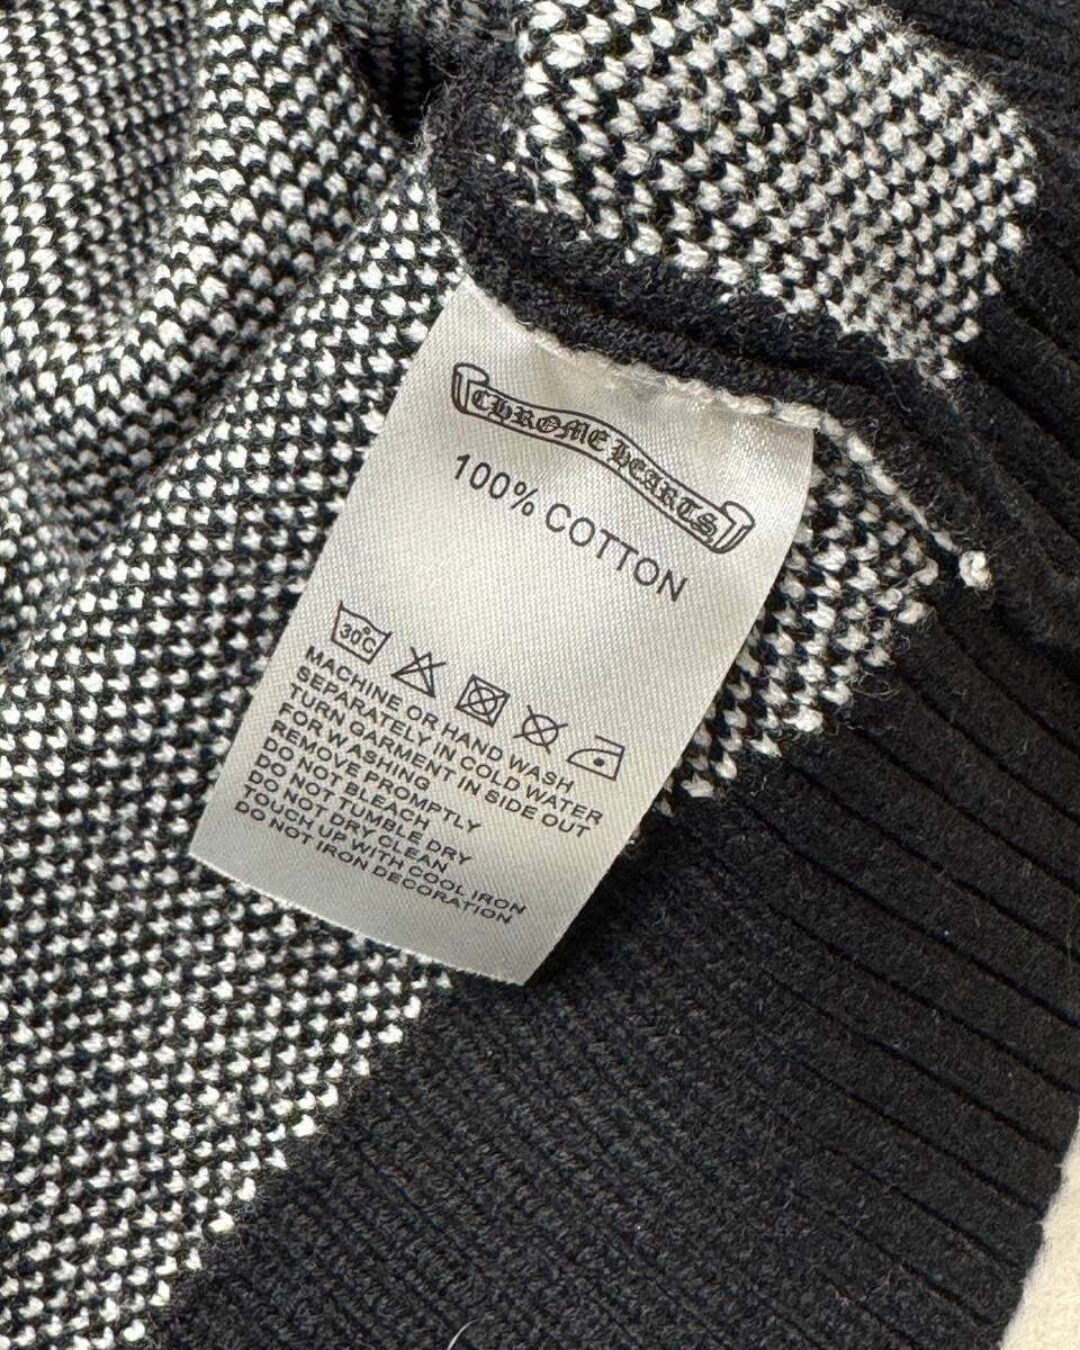 CHROME HEARTS
100% COTTON
30°C
MACHINE OR HAND WASH
SEPARATELY IN COLD WATER
TURN GARMENT IN SIDE OUT
FOR WASHING
REMOVE PROMPTLY
DO NOT BLEACH
DO NOT TUMBLE DRY
DO NOT DRY CLEAN
TOUCH UP WITH COOL IRON
DO NOT IRON DECORATION